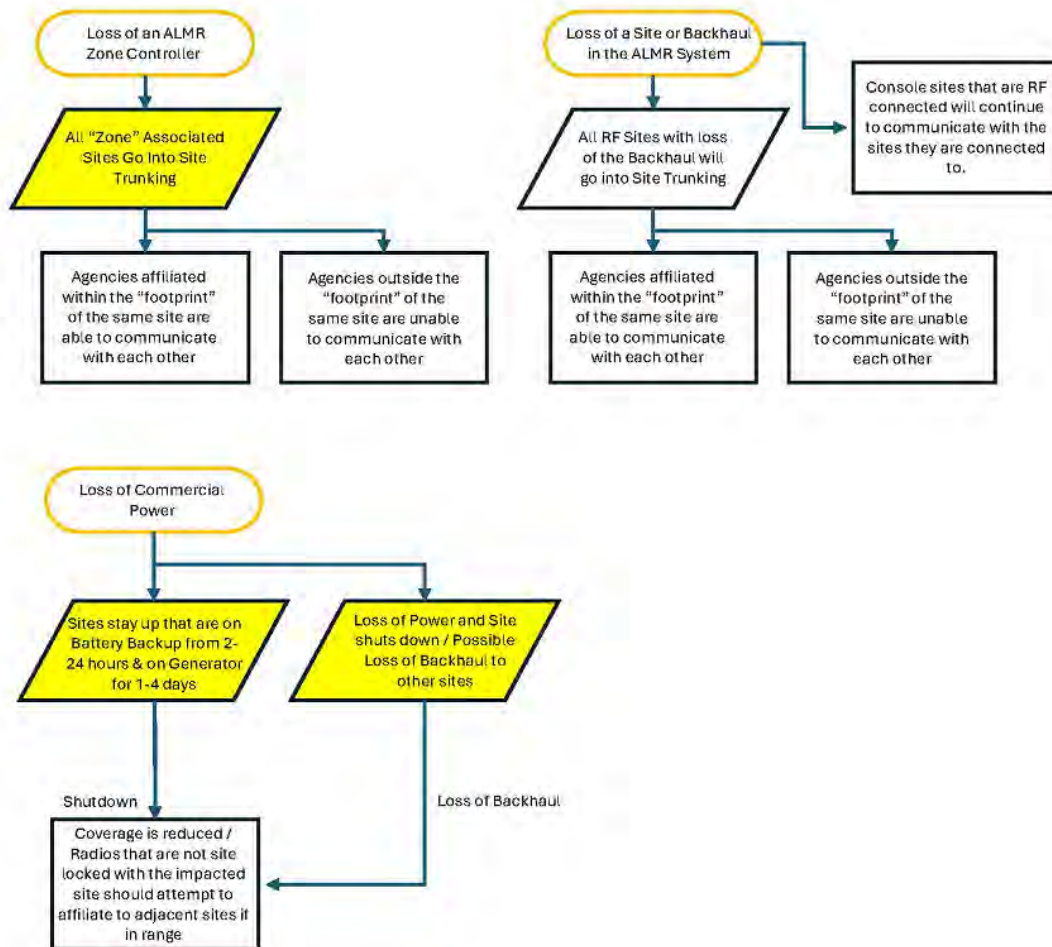 Loss of an ALMR
Zone Controller
All “Zone” Associated
Sites Go Into Site
Trunking
Agencies affiliated
within the “footprint”
of the same site are
able to communicate
with each other
Agencies outside the
“footprint” of the
same site are unable
to communicate with
each other
Loss of a Site or Backhaul
in the ALMR System
All RF Sites with loss
of the Backhaul will
go into Site Trunking
Console sites that are RF
connected will continue
to communicate with the
sites they are connected
to.
Agencies affiliated
within the “footprint”
of the same site are
able to communicate
with each other
Agencies outside the
“footprint” of the
same site are unable
to communicate with
each other
Loss of Commercial
Power
Sites stay up that are on
Battery Backup from 2-
24 hours & on Generator
for 1-4 days
Loss of Power and Site
shuts down / Possible
Loss of Backhaul to
other sites
Shutdown
Loss of Backhaul
Coverage is reduced /
Radios that are not site
locked with the impacted
site should attempt to
affiliate to adjacent sites if
in range